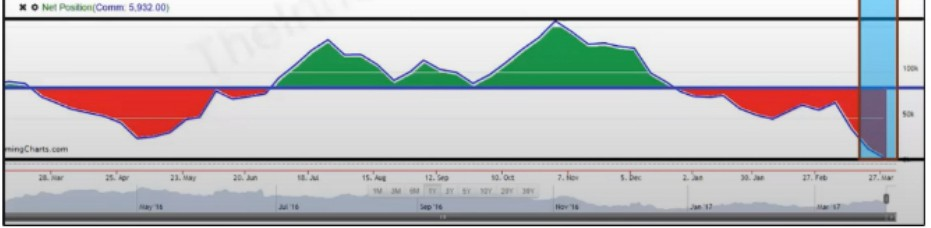 ✖ ⚙ Net Position(Comm: 5,932.00)
TheInn
100k
50k
mingCharts.com
28. Mar 25. Apr 23. May 20. Jun 18. Jul 15. Aug 12. Sep 10. Oct 7. Nov 5. Dec 2. Jan 30. Jan 27. Feb 27. Mar
1M 3M 6M 1Y 3Y 5Y 10Y 20Y 30Y
May '16 Jul '16 Sep '16 Nov '16 Jan '17 Mar '17